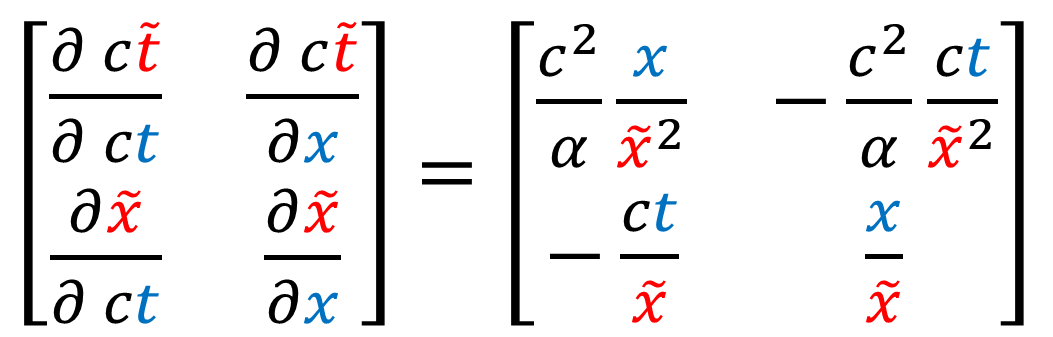 [∂ ct̃/∂ ct  ∂ ct̃/∂x] = [c²/α x/x̃²  − c²/α ct/x̃²]
[∂x̃/∂ ct  ∂x̃/∂x]   [− ct/x̃  x/x̃]